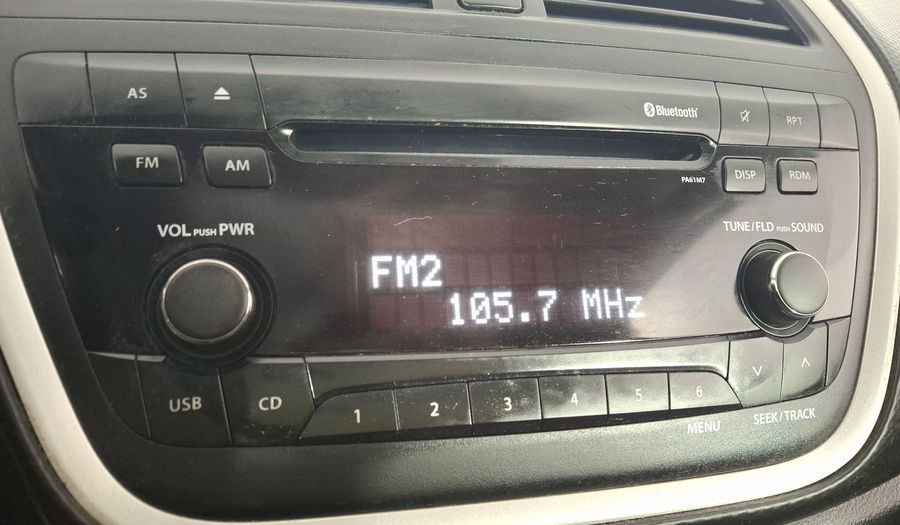 AS
Bluetooth®
RPT
FM
AM
PA61M7
DISP
RDM
VOL PUSH PWR
TUNE/FLD PUSH SOUND
FM2
105.7 MHz
USB
CD
1
2
3
4
5
6
MENU
SEEK/TRACK